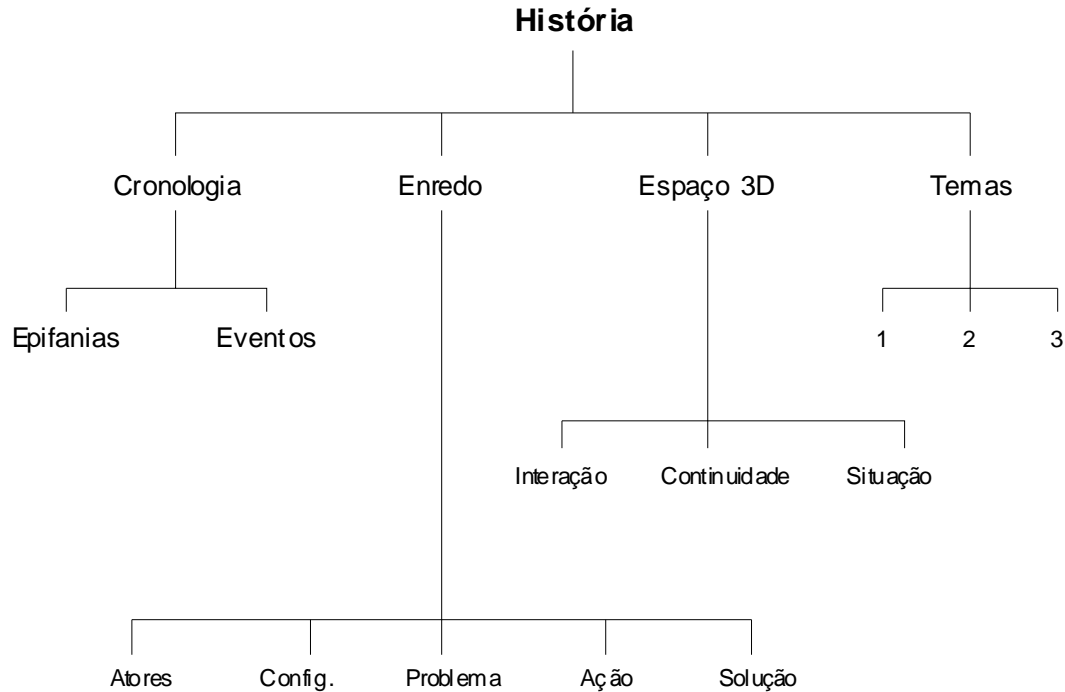 História
Cronologia Enredo Espaço 3D Temas
Epifanias Eventos 1 2 3
Interação Continuidade Situação
Atores Config. Problema Ação Solução